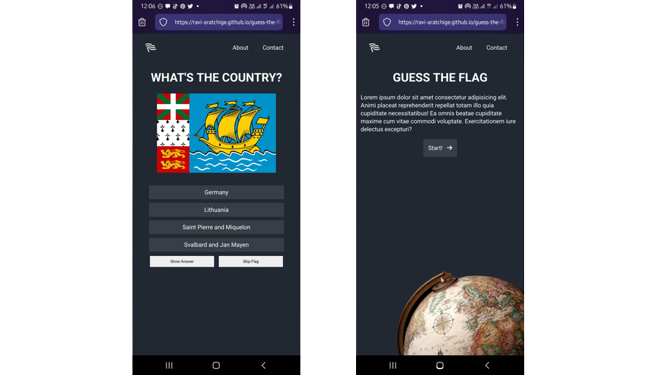 12:06
61%
https://ravi-aratchige.github.io/guess-the-fl
About
Contact
WHAT'S THE COUNTRY?
Germany
Lithuania
Saint Pierre and Miquelon
Svalbard and Jan Mayen
Show Answer
Skip Flag
12:05
61%
https://ravi-aratchige.github.io/guess-the-fl
About
Contact
GUESS THE FLAG
Lorem ipsum dolor sit amet consectetur adipisicing elit.
Animi placeat reprehenderit repellat totam illo quia
cupiditate necessitatibus! Ea omnis beatae cupiditate
maxime cum vitae commodi voluptate. Exercitationem iure
delectus excepturi?
Start!